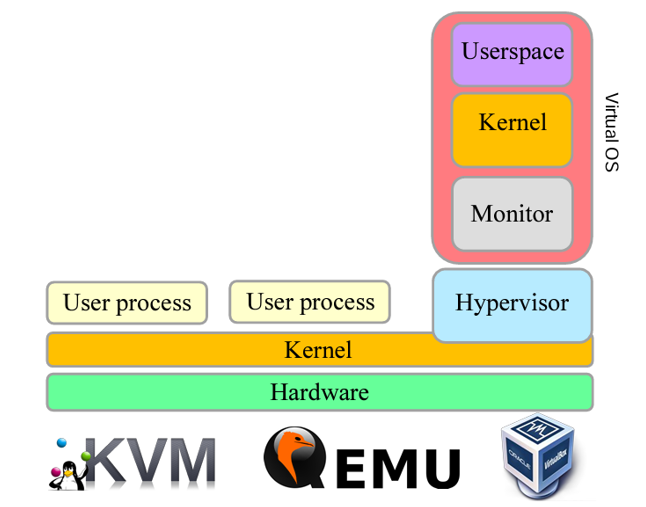 Userspace
Kernel
Monitor
Virtual OS
User process
User process
Hypervisor
Kernel
Hardware
KVM
QEMU
ORACLE
VirtualBox